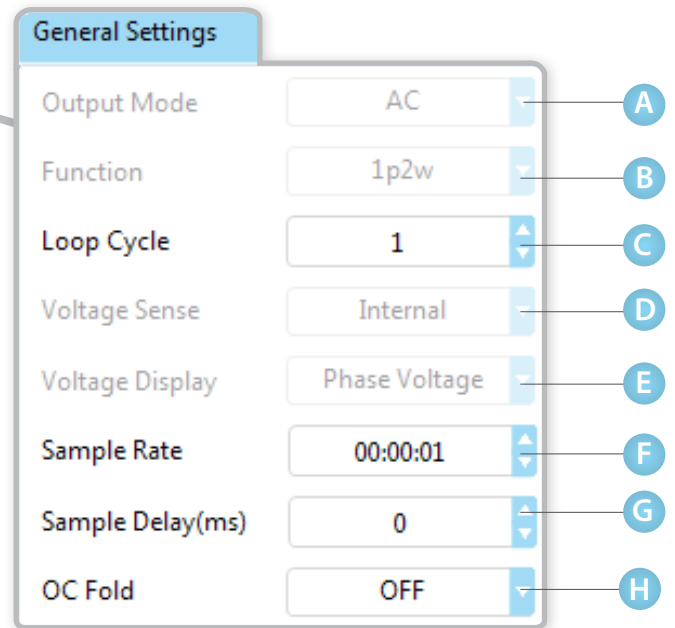 General Settings
Output Mode AC A
Function 1p2w B
Loop Cycle 1 C
Voltage Sense Internal D
Voltage Display Phase Voltage E
Sample Rate 00:00:01 F
Sample Delay(ms) 0 G
OC Fold OFF H